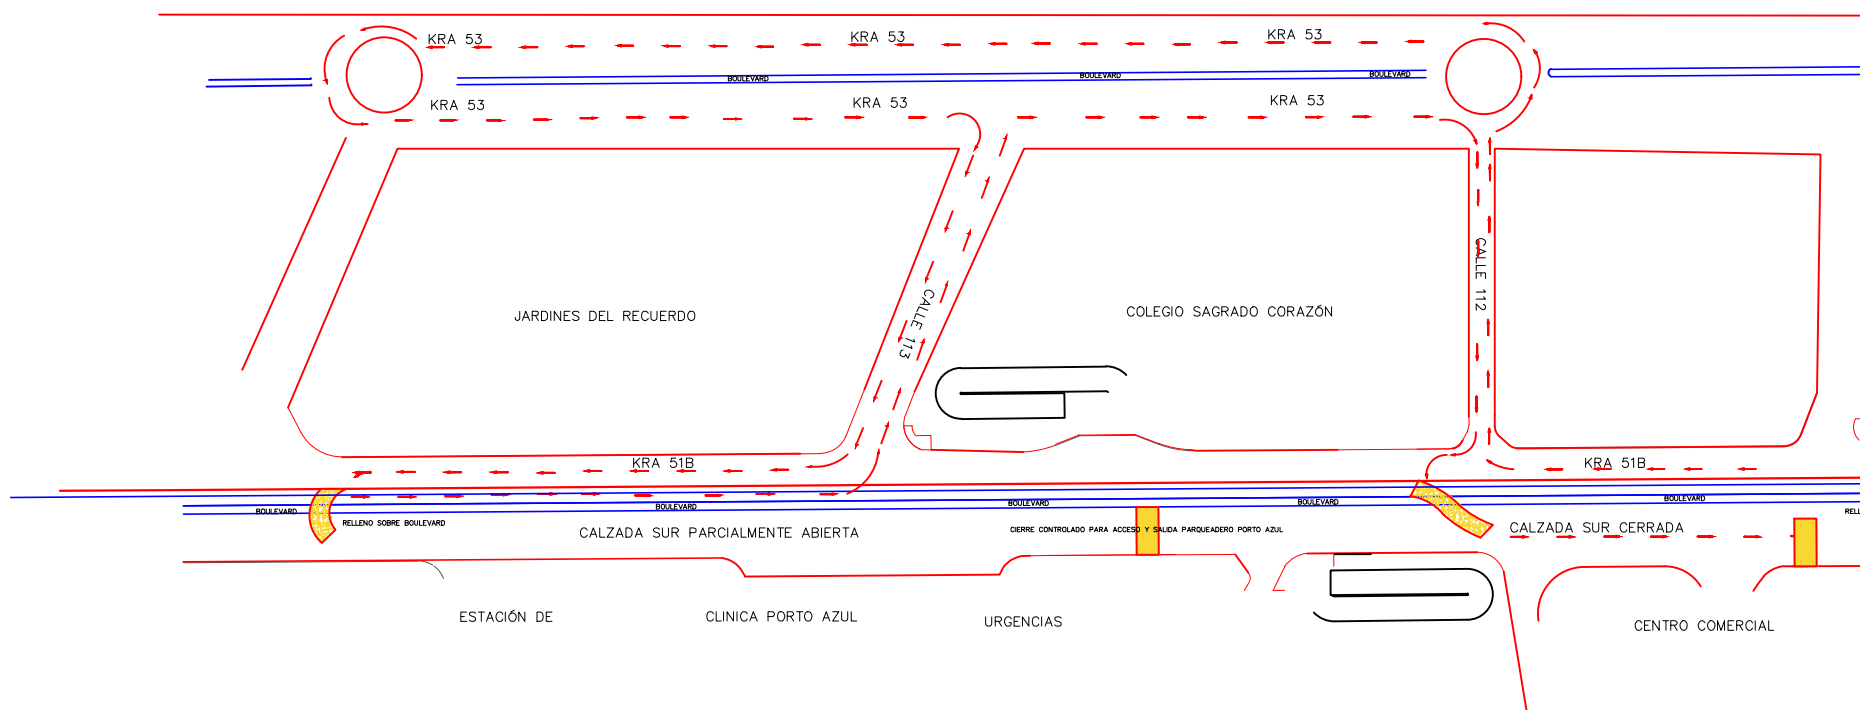 KRA 53
KRA 53
KRA 53
BOULEVARD
BOULEVARD
BOULEVARD
KRA 53
KRA 53
KRA 53
CALLE 112
CALLE 113
JARDINES DEL RECUERDO
COLEGIO SAGRADO CORAZÓN
KRA 51B
KRA 51B
BOULEVARD
BOULEVARD
BOULEVARD
BOULEVARD
BOULEVARD
RELLENO SOBRE BOULEVARD
RELL
CALZADA SUR PARCIALMENTE ABIERTA
CIERRE CONTROLADO PARA ACCESO Y SALIDA PARQUEADERO PORTO AZUL
CALZADA SUR CERRADA
ESTACIÓN DE
CLINICA PORTO AZUL
URGENCIAS
CENTRO COMERCIAL